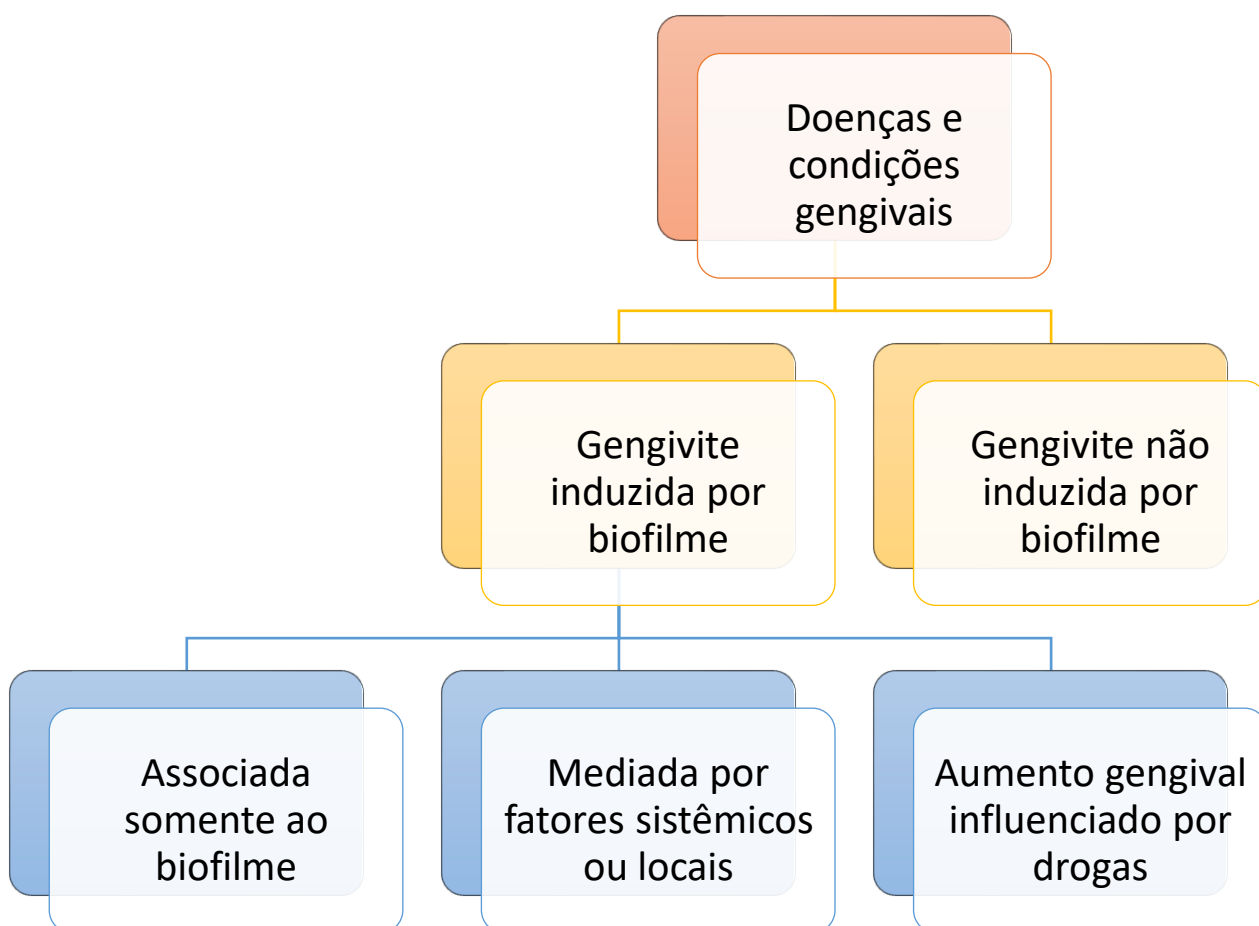 Doenças e
condições
gengivais
Gengivite
induzida por
biofilme
Gengivite não
induzida por
biofilme
Associada
somente ao
biofilme
Mediada por
fatores sistêmicos
ou locais
Aumento gengival
influenciado por
drogas